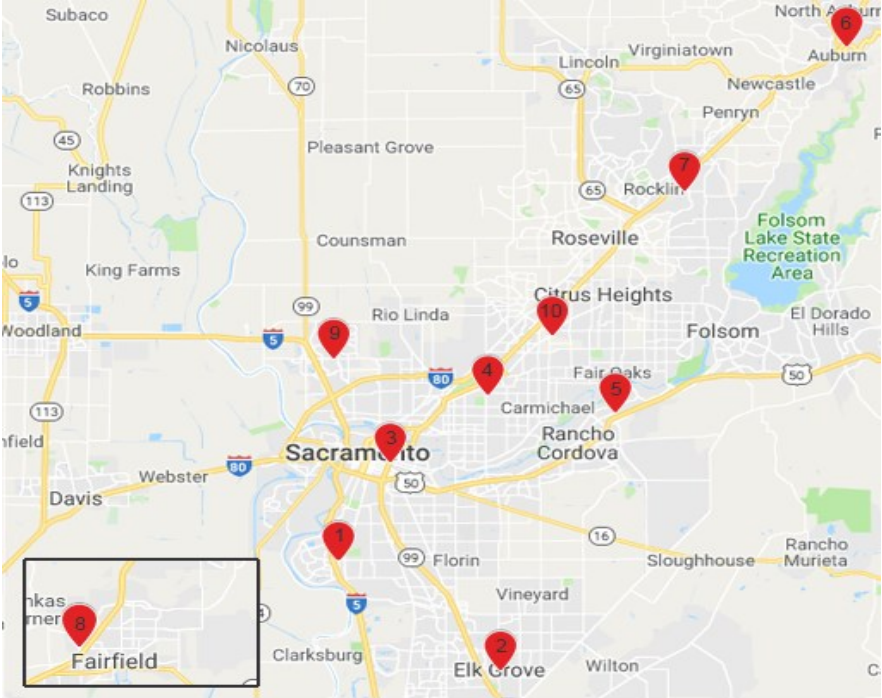 Subaco
North Auburn
6
Nicolaus
Virginiatown
Auburn
Lincoln
Robbins
70
65
Newcastle
Penryn
45
Pleasant Grove
Knights
Landing
7
113
65
Rocklin
Folsom
Lake State
Recreation
Area
Roseville
Counsman
King Farms
5
Citrus Heights
99
Rio Linda
10
El Dorado
Hills
Woodland
5
9
Folsom
80
4
Fair Oaks
50
5
113
Carmichael
3
Sacramento
Rancho
Cordova
80
Webster
50
Davis
1
16
99
Florin
Sloughhouse
Rancho
Murieta
5
Vineyard
8
Fairfield
Clarksburg
2
Elk Grove
Wilton